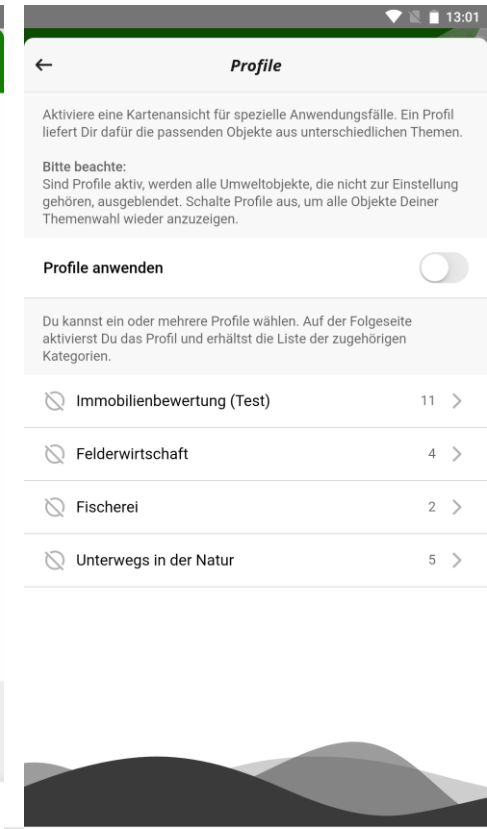 13:01
Profile
Aktiviere eine Kartenansicht für spezielle Anwendungsfälle. Ein Profil
liefert Dir dafür die passenden Objekte aus unterschiedlichen Themen.
Bitte beachte:
Sind Profile aktiv, werden alle Umweltobjekte, die nicht zur Einstellung
gehören, ausgeblendet. Schalte Profile aus, um alle Objekte Deiner
Themenwahl wieder anzuzeigen.
Profile anwenden
Du kannst ein oder mehrere Profile wählen. Auf der Folgeseite
aktivierst Du das Profil und erhältst die Liste der zugehörigen
Kategorien.
Immobilienbewertung (Test) 11
Felderwirtschaft 4
Fischerei 2
Unterwegs in der Natur 5